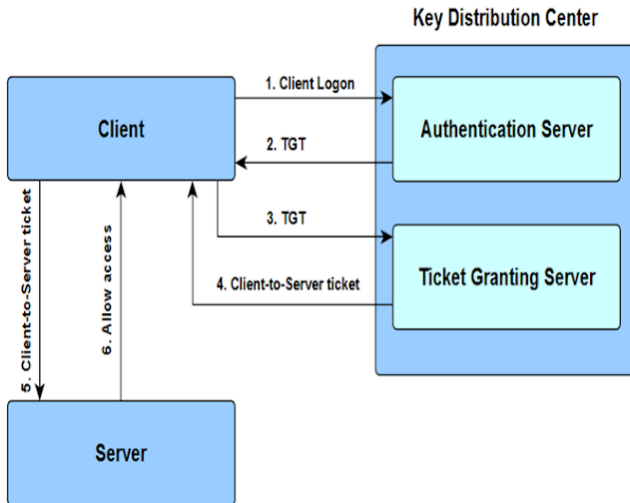 Key Distribution Center
1. Client Logon
Client
Authentication Server
2. TGT
3. TGT
4. Client-to-Server ticket
Ticket Granting Server
5. Client-to-Server ticket
6. Allow access
Server